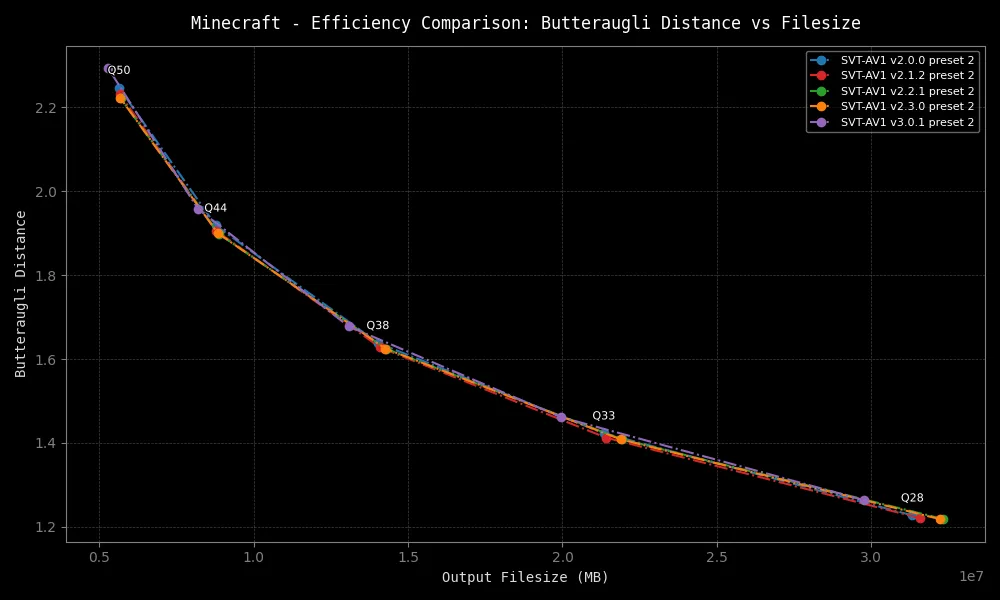 Minecraft - Efficiency Comparison: Butteraugli Distance vs Filesize
SVT-AV1 v2.0.0 preset 2
SVT-AV1 v2.1.2 preset 2
SVT-AV1 v2.2.1 preset 2
SVT-AV1 v2.3.0 preset 2
SVT-AV1 v3.0.1 preset 2
Q50
Q44
Q38
Q33
Q28
Butteraugli Distance
2.2
2.0
1.8
1.6
1.4
1.2
0.5 1.0 1.5 2.0 2.5 3.0
1e7
Output Filesize (MB)